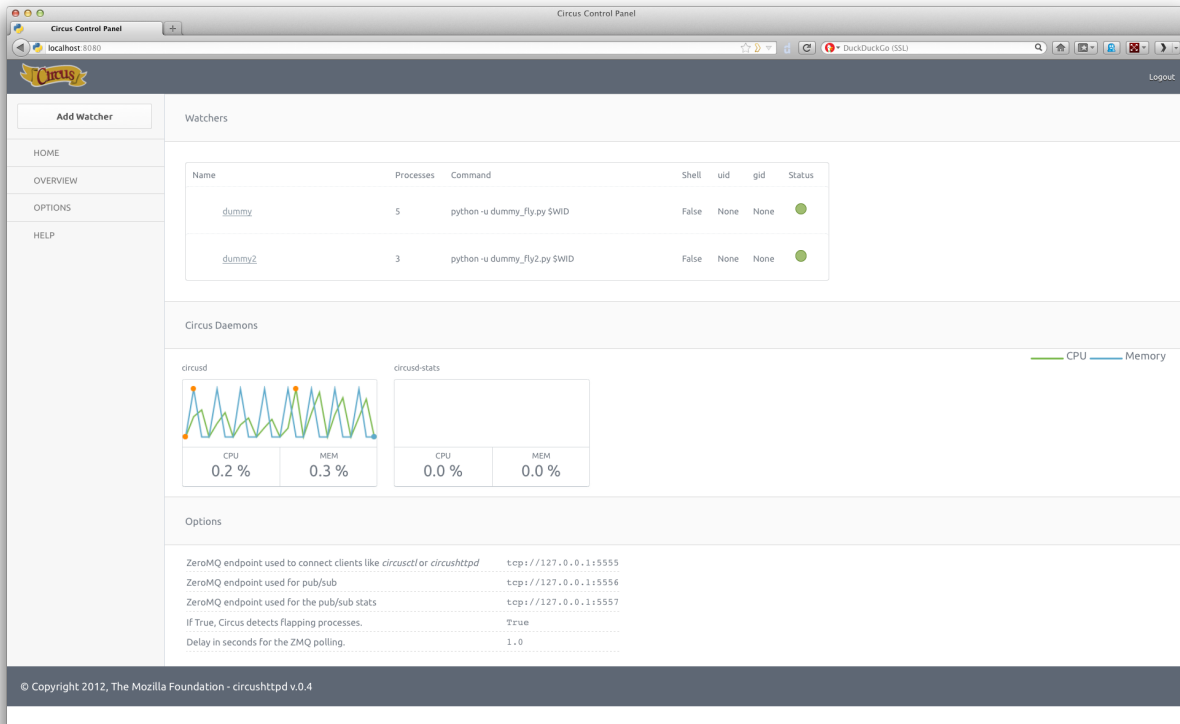 Circus Control Panel
Circus Control Panel
localhost:8080
DuckDuckGo (SSL)
Circus
Logout
Add Watcher
HOME
OVERVIEW
OPTIONS
HELP
Watchers
Name Processes Command Shell uid gid Status
dummy 5 python -u dummy_fly.py $WID False None None
dummy2 3 python -u dummy_fly2.py $WID False None None
Circus Daemons
CPU Memory
circusd circusd-stats
CPU MEM CPU MEM
0.2 % 0.3 % 0.0 % 0.0 %
Options
ZeroMQ endpoint used to connect clients like circusctl or circushttpd tcp://127.0.0.1:5555
ZeroMQ endpoint used for pub/sub tcp://127.0.0.1:5556
ZeroMQ endpoint used for the pub/sub stats tcp://127.0.0.1:5557
If True, Circus detects flapping processes. True
Delay in seconds for the ZMQ polling. 1.0
© Copyright 2012, The Mozilla Foundation - circushttpd v.0.4